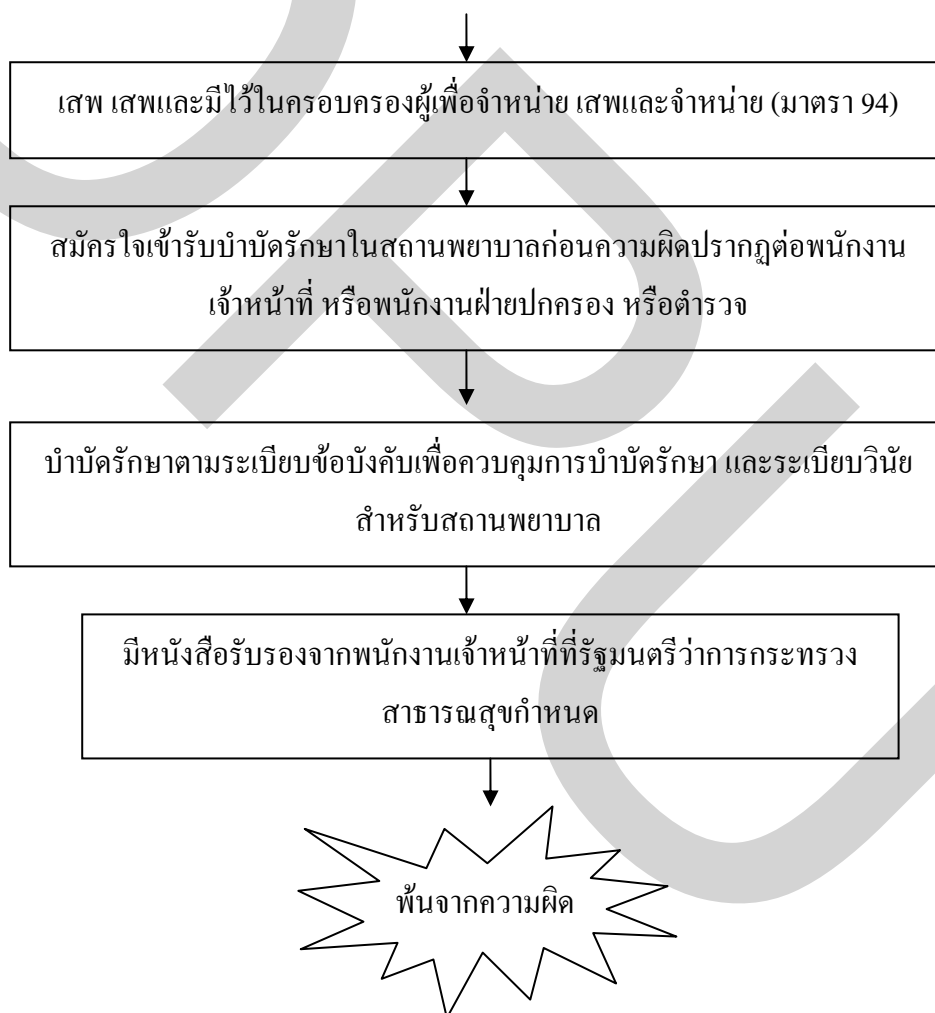 เสพ เสพและมีไว้ในครอบครองผู้เพื่อจำหน่าย เสพและจำหน่าย (มาตรา 94)
สมัครใจเข้ารับบำบัดรักษาในสถานพยาบาลก่อนความผิดปรากฏต่อพนักงาน
เจ้าหน้าที่ หรือพนักงานฝ่ายปกครอง หรือตำรวจ
บำบัดรักษาตามระเบียบข้อบังคับเพื่อควบคุมการบำบัดรักษา และระเบียบวินัย
สำหรับสถานพยาบาล
มีหนังสือรับรองจากพนักงานเจ้าหน้าที่ที่รัฐมนตรีว่าการกระทรวง
สาธารณสุขกำหนด
พ้นจากความผิด